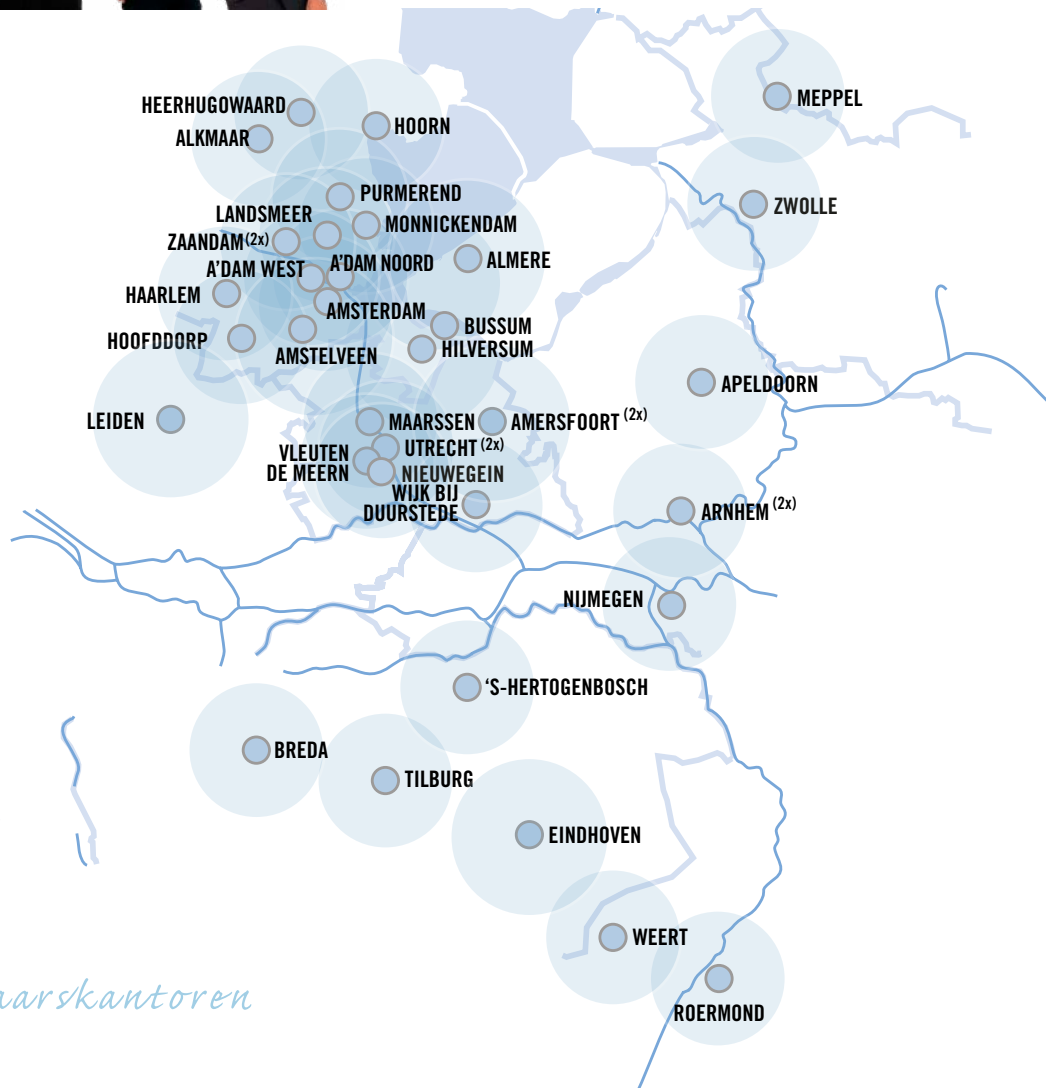 HEERHUGOWAARD
ALKMAAR
HOORN
MEPPEL
PURMEREND
LANDSMEER
MONNICKENDAM
ZWOLLE
ZAANDAM (2x)
A'DAM WEST
A'DAM NOORD
ALMERE
HAARLEM
AMSTERDAM
BUSSUM
HOOFDDORP
HILVERSUM
AMSTELVEEN
APELDOORN
LEIDEN
MAARSSEN
AMERSFOORT (2x)
UTRECHT (2x)
VLEUTEN
DE MEERN
NIEUWEGEIN
WIJK BIJ
DUURSTEDE
ARNHEM (2x)
NIJMEGEN
'S-HERTOGENBOSCH
BREDA
TILBURG
EINDHOVEN
WEERT
aarskantoren
ROERMOND